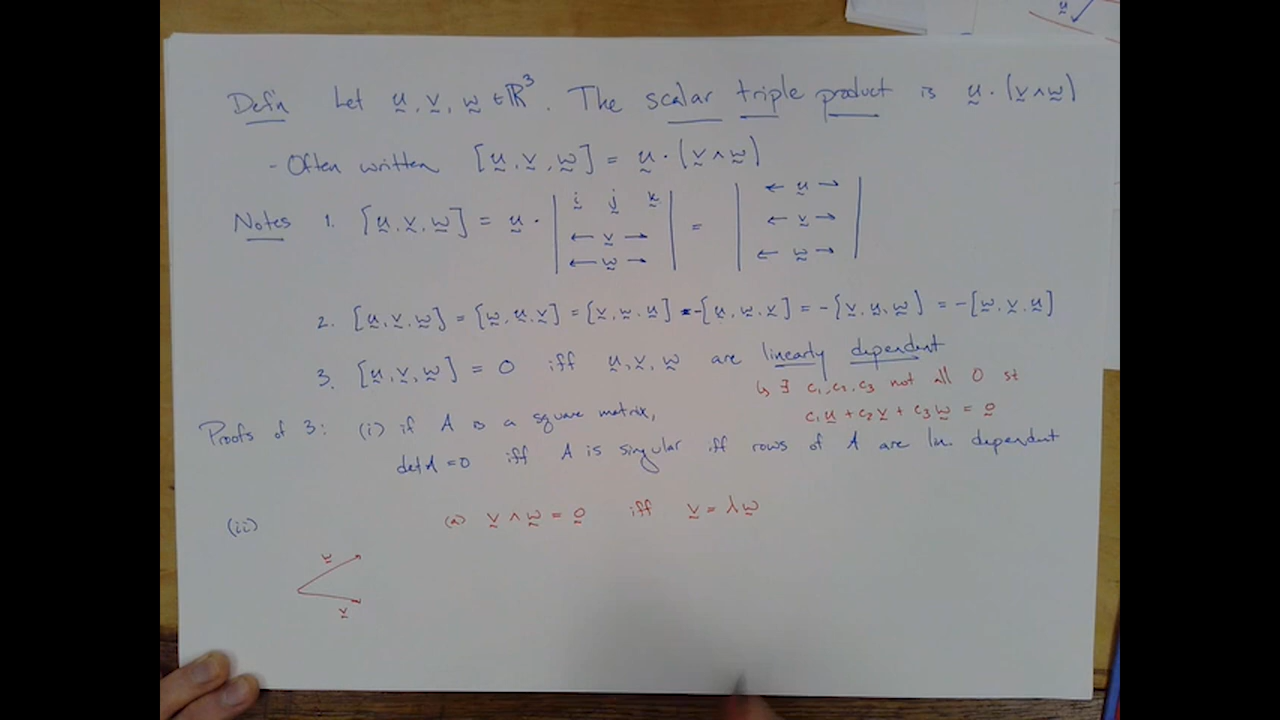 Defn Let u, v, w ∈ ℝ³. The scalar triple product is u · (v ∧ w)
- Often written [u, v, w] = u · (v ∧ w)
Notes 1. [u, v, w] = u · | i j k ; ← v → ; ← w → | = | ← u → ; ← v → ; ← w → |
2. [u, v, w] = [w, u, v] = [v, w, u] = -[u, w, v] = -[v, u, w] = -[w, v, u]
3. [u, v, w] = 0 iff u, v, w are linearly dependent
↳ ∃ c₁, c₂, c₃ not all 0 st
c₁u + c₂v + c₃w = 0
Proofs of 3: (i) if A is a square matrix,
det A = 0 iff A is singular iff rows of A are lin. dependent
(ii) (a) v ∧ w = 0 iff v = λw
w
v